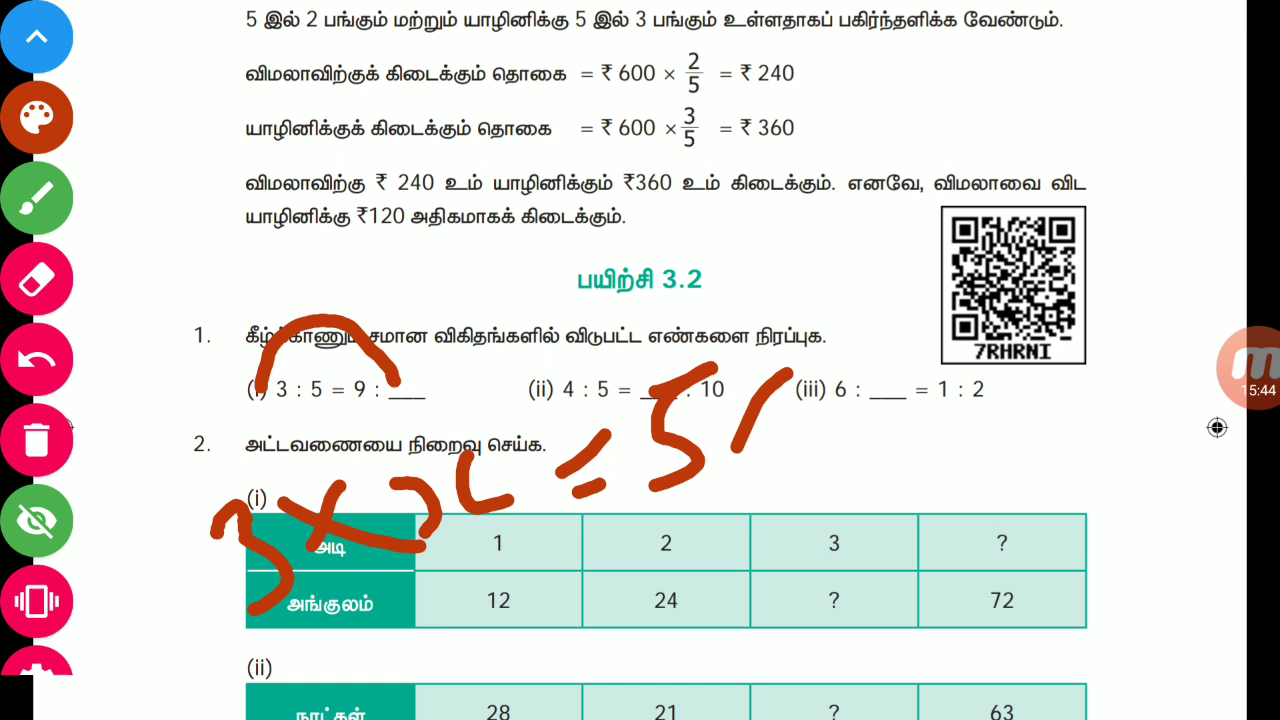 5 இல் 2 பங்கும் மற்றும் யாழினிக்கு 5 இல் 3 பங்கும் உள்ளதாகப் பகிர்ந்தளிக்க வேண்டும்.
விமலாவிற்குக் கிடைக்கும் தொகை = ₹ 600 × 2/5 = ₹ 240
யாழினிக்குக் கிடைக்கும் தொகை = ₹ 600 × 3/5 = ₹ 360
விமலாவிற்கு ₹ 240 உம் யாழினிக்கும் ₹360 உம் கிடைக்கும். எனவே, விமலாவை விட
யாழினிக்கு ₹120 அதிகமாகக் கிடைக்கும்.
7RHRNI
பயிற்சி 3.2
1. கீழ்க்காணும் சமான விகிதங்களில் விடுபட்ட எண்களை நிரப்புக.
(i) 3 : 5 = 9 : ___ (ii) 4 : 5 = ___ : 10 (iii) 6 : ___ = 1 : 2
15:44
2. அட்டவணையை நிறைவு செய்க.
(i)
அடி 1 2 3 ?
அங்குலம் 12 24 ? 72
(ii)
நாட்கள் 28 21 ? 63